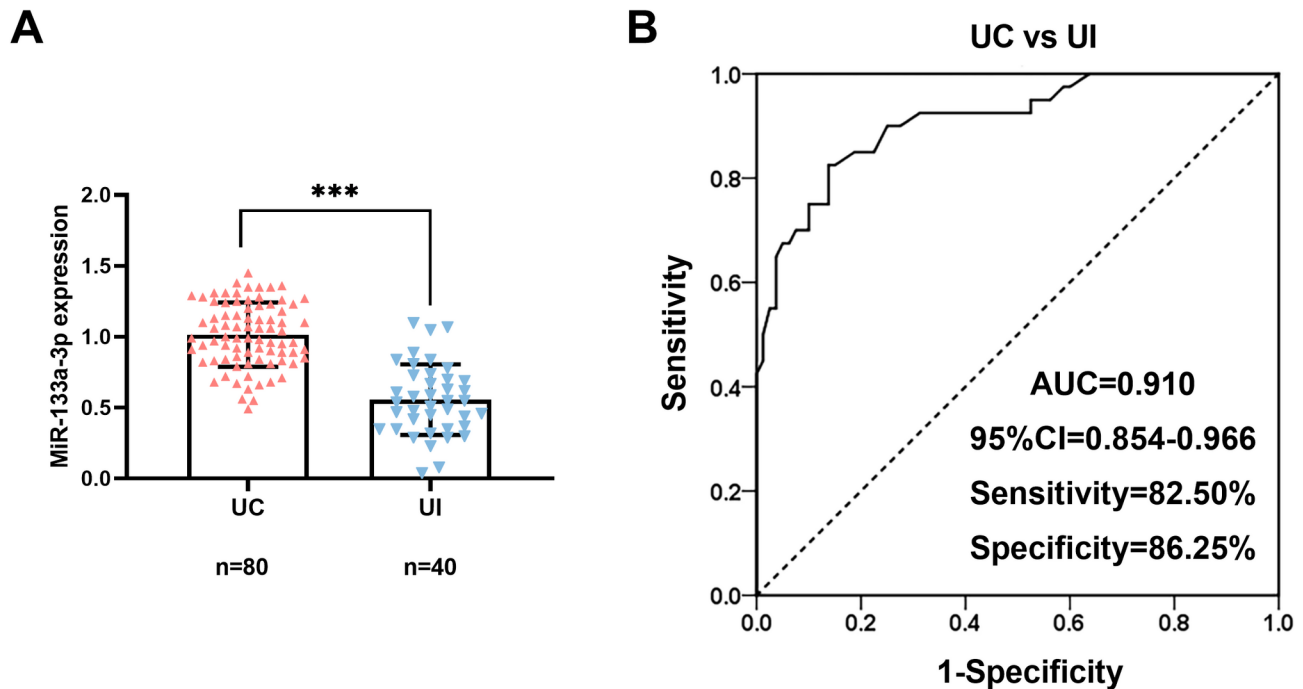 A
MiR-133a-3p expression
2.0
1.5
1.0
0.5
0.0
***
UC
UI
n=80
n=40
B
UC vs UI
Sensitivity
1.0
0.8
0.6
0.4
0.2
0.0
AUC=0.910
95%CI=0.854-0.966
Sensitivity=82.50%
Specificity=86.25%
0.0
0.2
0.4
0.6
0.8
1.0
1-Specificity